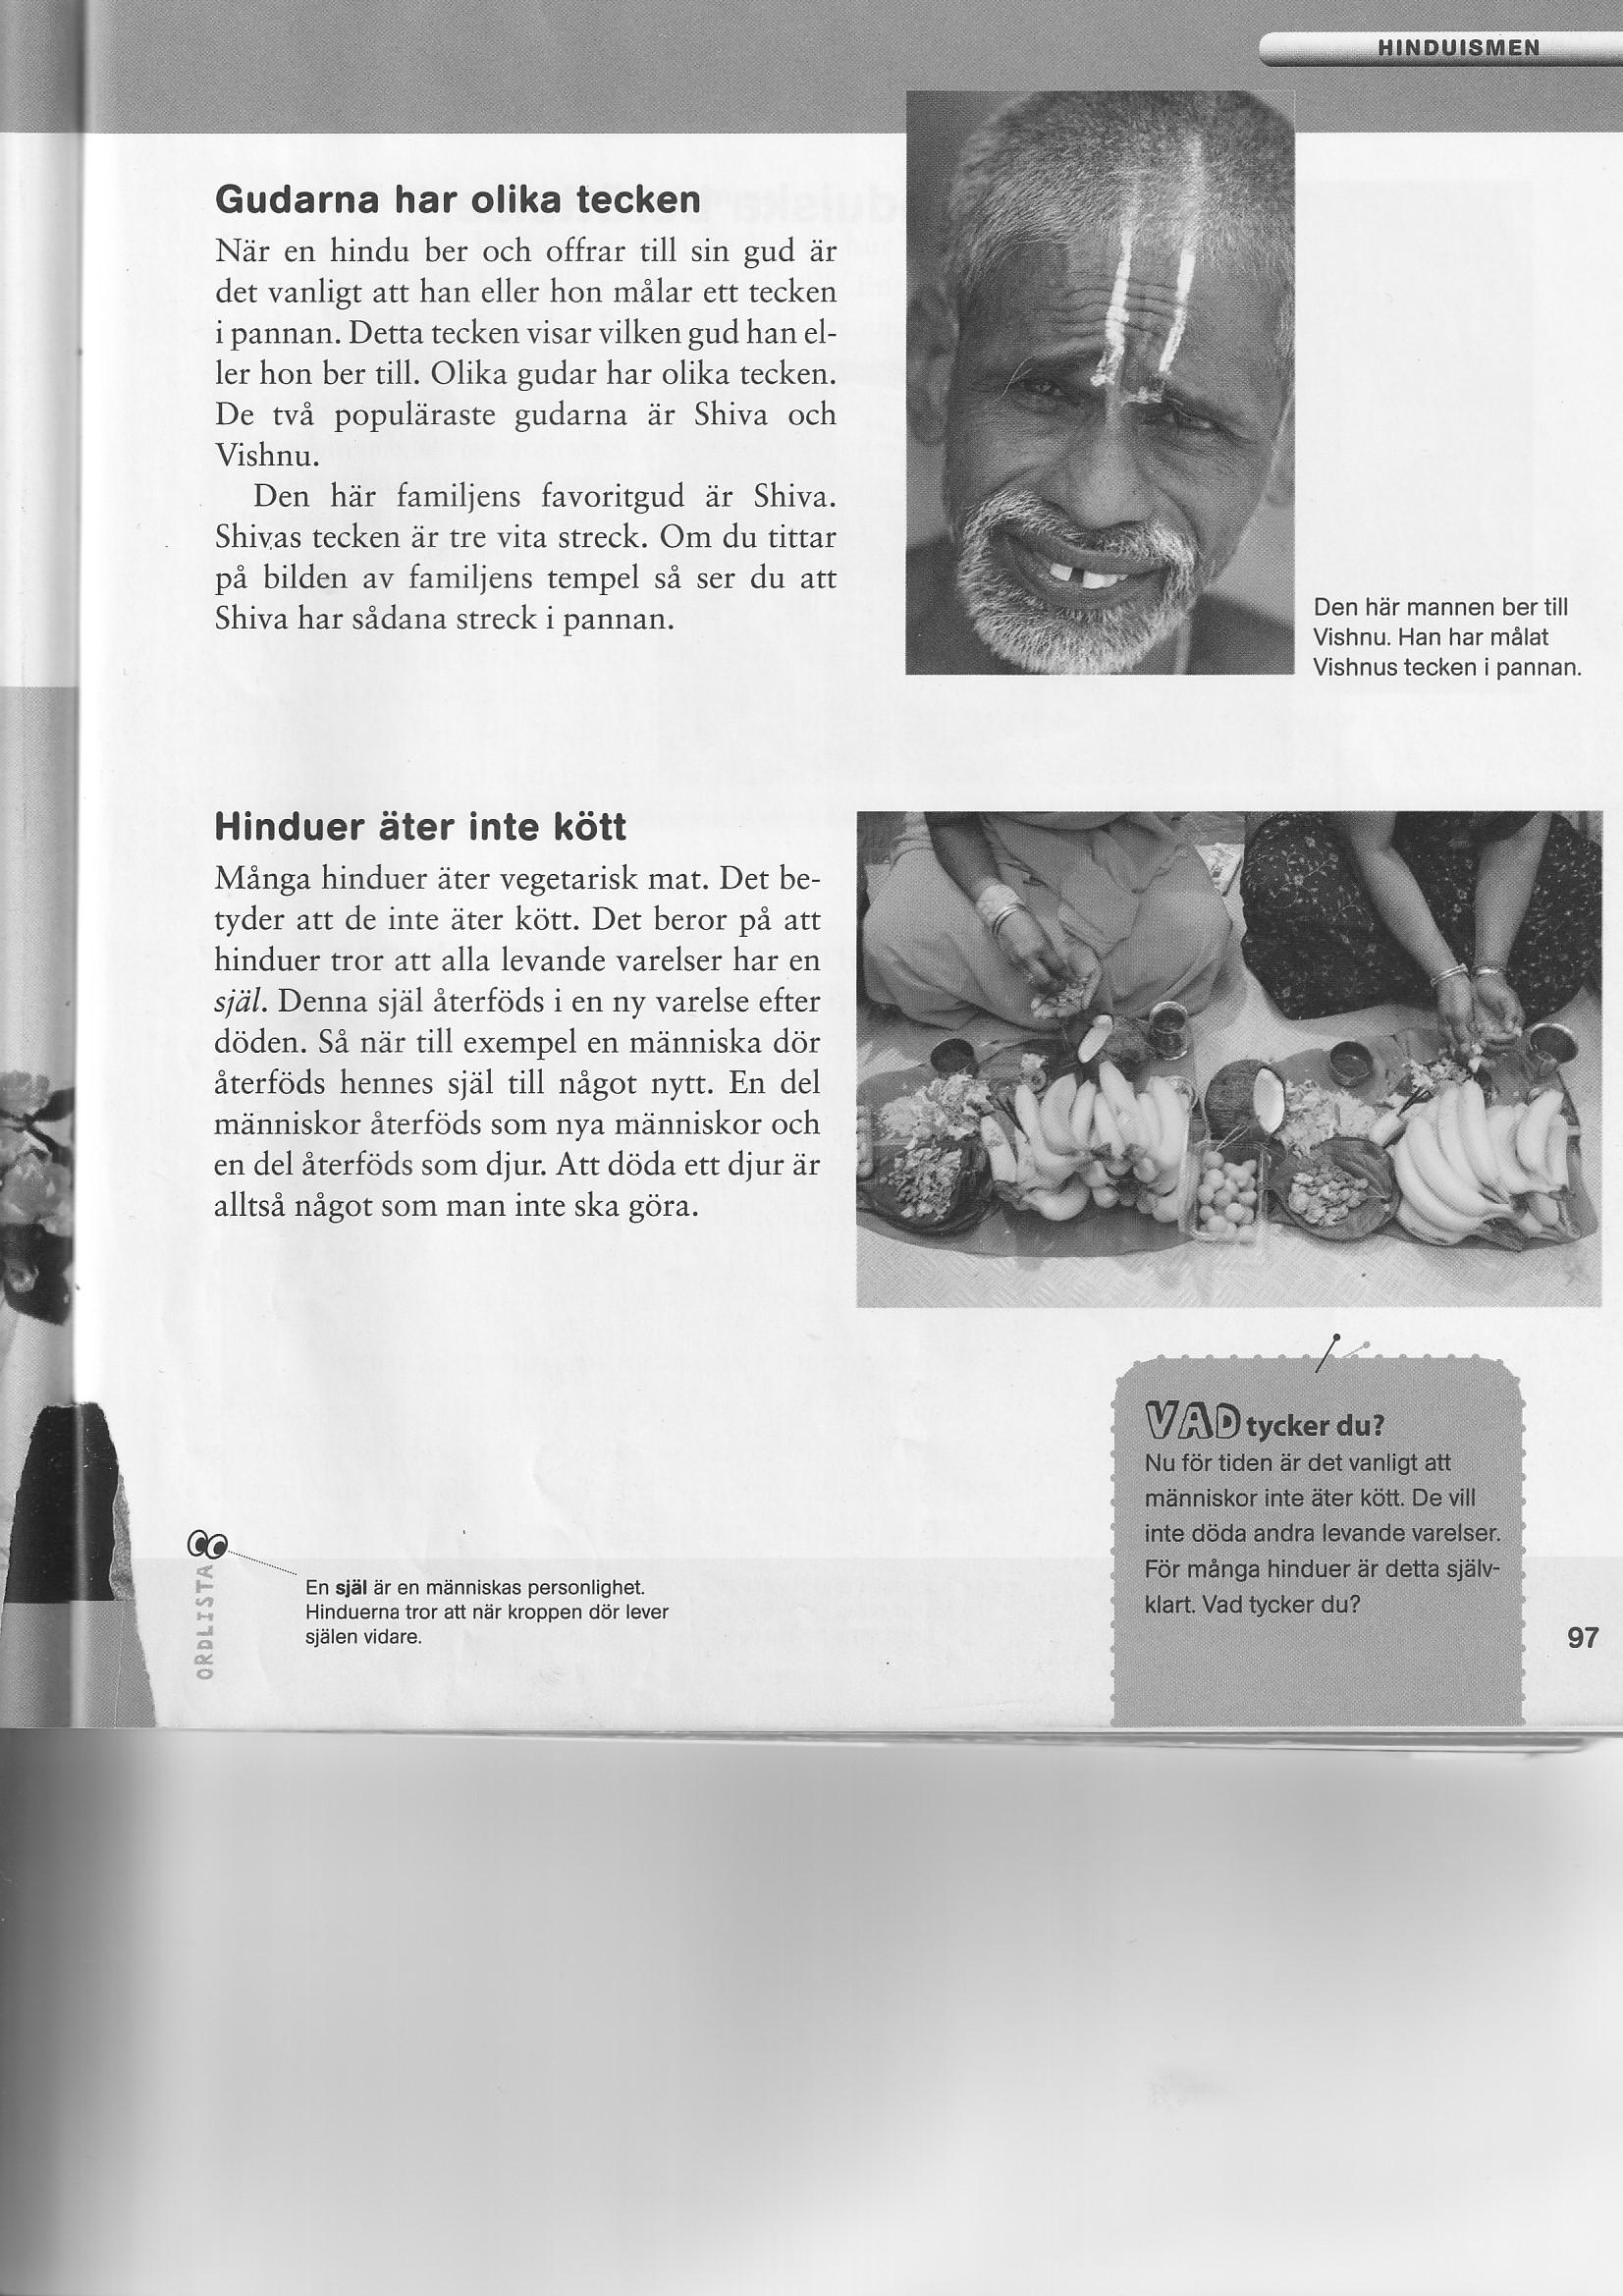 HINDUISMEN
Gudarna har olika tecken
När en hindu ber och offrar till sin gud är
det vanligt att han eller hon målar ett tecken
i pannan. Detta tecken visar vilken gud han el-
ler hon ber till. Olika gudar har olika tecken.
De två populäraste gudarna är Shiva och
Vishnu.
Den här familjens favoritgud är Shiva.
Shivas tecken är tre vita streck. Om du tittar
på bilden av familjens tempel så ser du att
Shiva har sådana streck i pannan.
Den här mannen ber till
Vishnu. Han har målat
Vishnus tecken i pannan.
Hinduer äter inte kött
Många hinduer äter vegetarisk mat. Det be-
tyder att de inte äter kött. Det beror på att
hinduer tror att alla levande varelser har en
själ. Denna själ återföds i en ny varelse efter
döden. Så när till exempel en människa dör
återföds hennes själ till något nytt. En del
människor återföds som nya människor och
en del återföds som djur. Att döda ett djur är
alltså något som man inte ska göra.
VAD tycker du?
Nu för tiden är det vanligt att
människor inte äter kött. De vill
inte döda andra levande varelser.
För många hinduer är detta själv-
klart. Vad tycker du?
ORDLISTA
En själ är en människas personlighet.
Hinduerna tror att när kroppen dör lever
själen vidare.
97